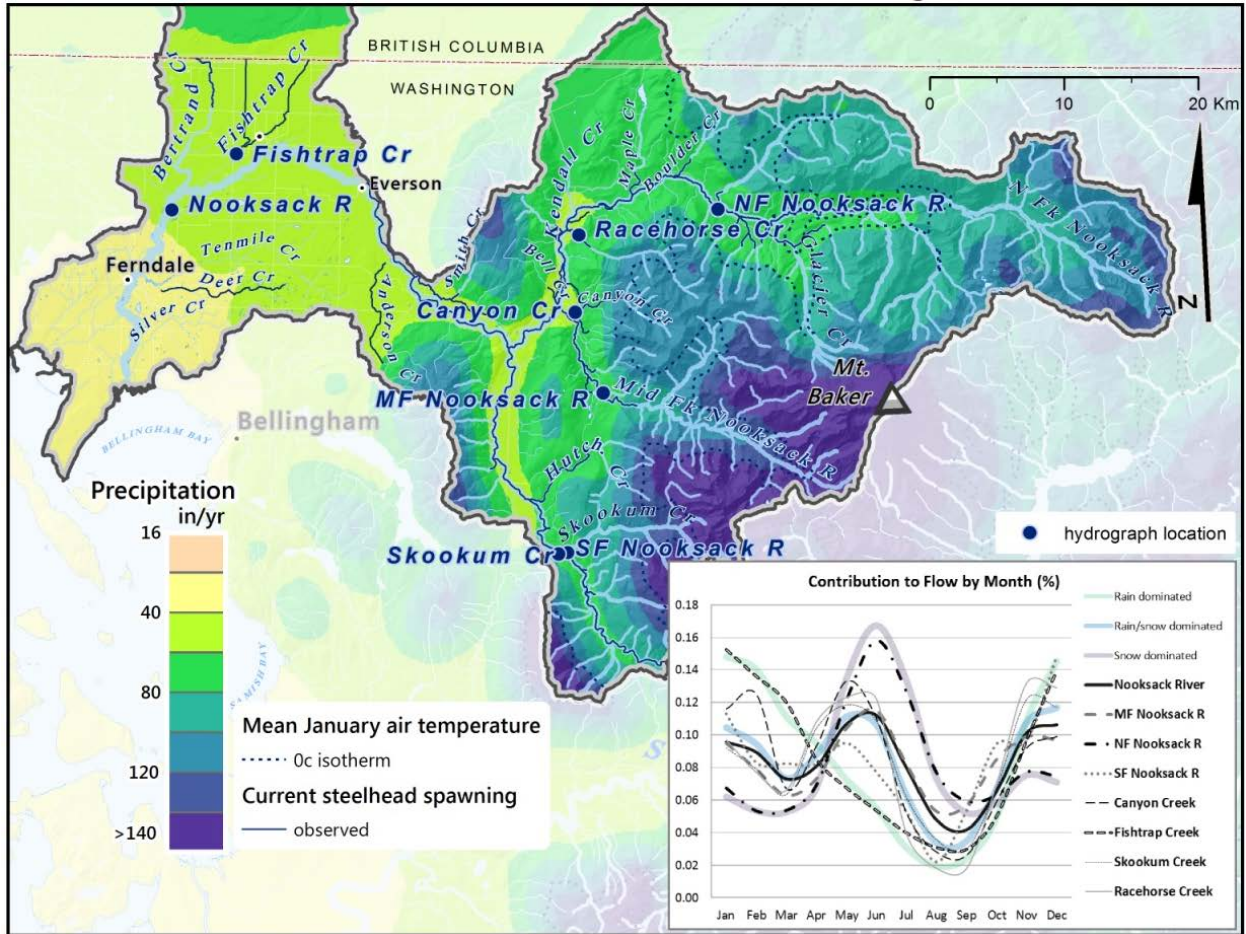 BRITISH COLUMBIA
WASHINGTON
Bertrand Cr
Fishtrap Cr
Fishtrap Cr
Everson
Nooksack R
Tenmile Cr
Ferndale
Deer Cr
Silver Cr
Anderson Cr
Smith Cr
Bell Cr
Kendall Cr
Maple Cr
Boulder Cr
NF Nooksack R
Racehorse Cr
Glacier Cr
N Fk Nooksack R
Canyon Cr
Canyon Cr
MF Nooksack R
Mid Fk Nooksack R
Mt.
Baker
Hutch Cr
Skookum Cr
Skookum Cr
SF Nooksack R
0 10 20 Km
N
Bellingham
BELLINGHAM BAY
SAMISH BAY
Precipitation
in/yr
16
40
80
120
>140
Mean January air temperature
0c isotherm
Current steelhead spawning
observed
hydrograph location
Contribution to Flow by Month (%)
0.18
0.16
0.14
0.12
0.10
0.08
0.06
0.04
0.02
0.00
Jan Feb Mar Apr May Jun Jul Aug Sep Oct Nov Dec
Rain dominated
Rain/snow dominated
Snow dominated
Nooksack River
MF Nooksack R
NF Nooksack R
SF Nooksack R
Canyon Creek
Fishtrap Creek
Skookum Creek
Racehorse Creek